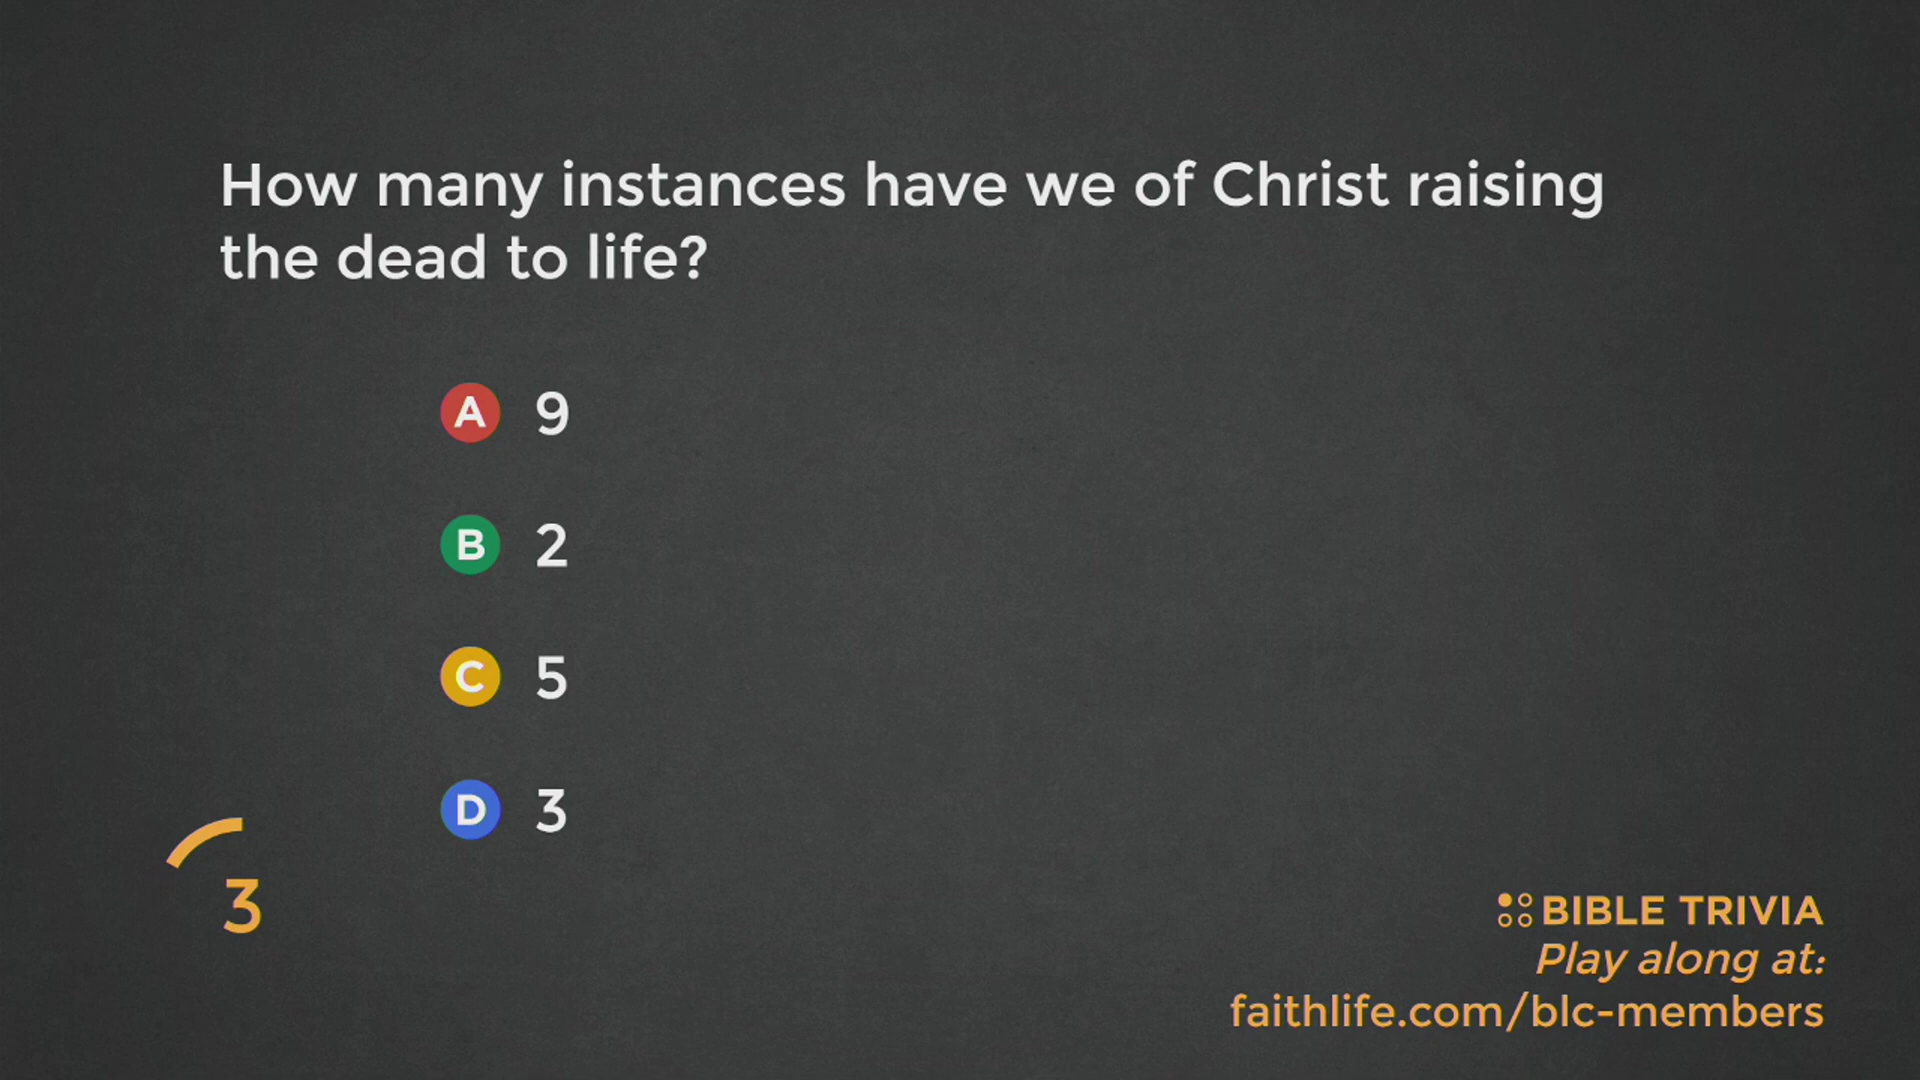 How many instances have we of Christ raising
the dead to life?
A 9
B 2
C 5
D 3
3
BIBLE TRIVIA
Play along at:
faithlife.com/blc-members